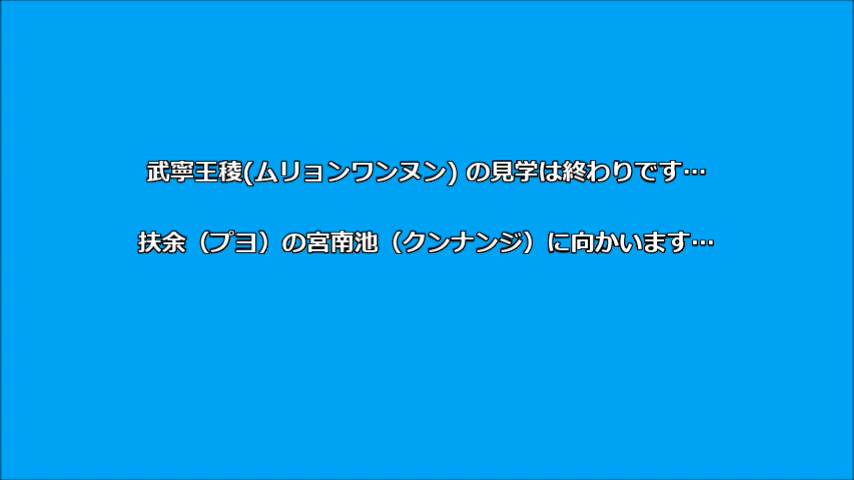 武寧王稜(ムリョンワンヌン) の見学は終わりです…
扶余（プヨ）の宮南池（クンナンジ）に向かいます…